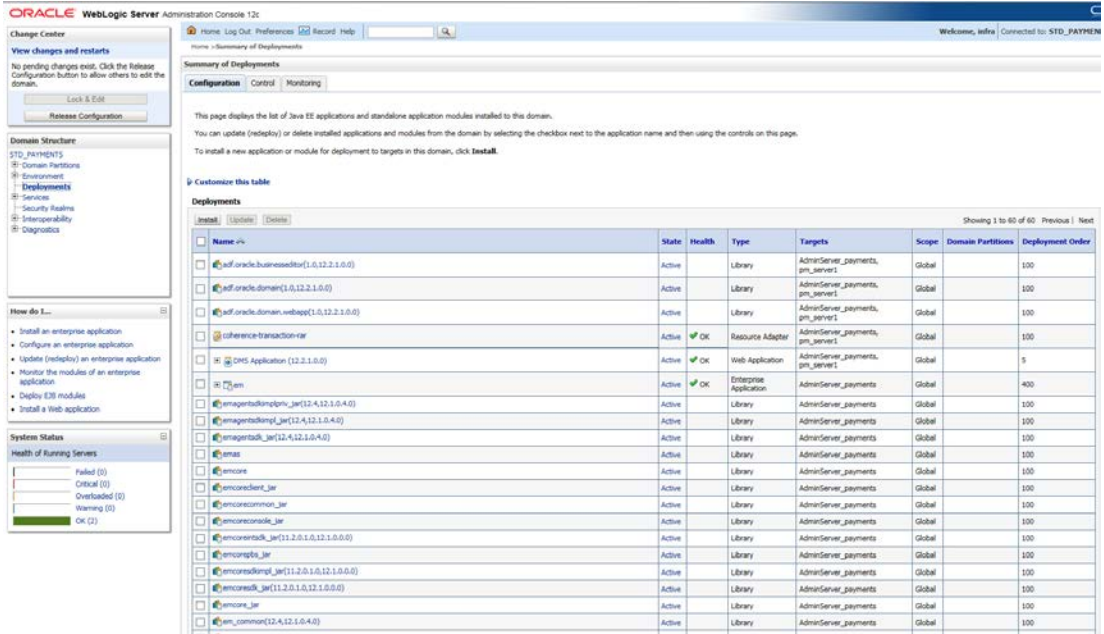 ORACLE WebLogic Server Administration Console 12c
Change Center
View changes and restarts
No pending changes exist. Click the Release
Configuration button to allow others to edit the
domain.
Lock & Edit
Release Configuration
Domain Structure
STD_PAYMENTS
Domain Partitions
Environment
Deployments
Services
Security Realms
Interoperability
Diagnostics
How do I...
Install an enterprise application
Configure an enterprise application
Update (redeploy) an enterprise application
Monitor the modules of an enterprise
application
Deploy EJB modules
Install a Web application
System Status
Health of Running Servers
Failed (0)
Critical (0)
Overloaded (0)
Warning (0)
OK (2)
Home Log Out Preferences Record Help
Welcome, infra Connected to: STD_PAYMEN
Home >Summary of Deployments
Summary of Deployments
Configuration Control Monitoring
This page displays the list of Java EE applications and standalone application modules installed to this domain.
You can update (redeploy) or delete installed applications and modules from the domain by selecting the checkbox next to the application name and then using the controls on this page.
To install a new application or module for deployment to targets in this domain, click Install.
Customize this table
Deployments
Install Update Delete
Showing 1 to 60 of 60 Previous | Next
Name State Health Type Targets Scope Domain Partitions Deployment Order
adf.oracle.businesseditor(1.0,12.2.1.0.0) Active Library AdminServer_payments, pm_server1 Global 100
adf.oracle.domain(1.0,12.2.1.0.0) Active Library AdminServer_payments, pm_server1 Global 100
adf.oracle.domain.webapp(1.0,12.2.1.0.0) Active Library AdminServer_payments, pm_server1 Global 100
coherence-transaction-rar Active OK Resource Adapter AdminServer_payments, pm_server1 Global 100
DMS Application (12.2.1.0.0) Active OK Web Application AdminServer_payments, pm_server1 Global 5
em Active OK Enterprise Application AdminServer_payments Global 400
emagentsdkimplpriv_jar(12.4,12.1.0.4.0) Active Library AdminServer_payments Global 100
emagentsdkimpl_jar(12.4,12.1.0.4.0) Active Library AdminServer_payments Global 100
emagentsdk_jar(12.4,12.1.0.4.0) Active Library AdminServer_payments Global 100
emas Active Library AdminServer_payments Global 100
emcore Active Library AdminServer_payments Global 100
emcoreclient_jar Active Library AdminServer_payments Global 100
emcorecommon_jar Active Library AdminServer_payments Global 100
emcoreconsole_jar Active Library AdminServer_payments Global 100
emcoreintsdk_jar(11.2.0.1.0,12.1.0.0.0) Active Library AdminServer_payments Global 100
emcorepbs_jar Active Library AdminServer_payments Global 100
emcoresdkimpl_jar(11.2.0.1.0,12.1.0.0.0) Active Library AdminServer_payments Global 100
emcoresdk_jar(11.2.0.1.0,12.1.0.0.0) Active Library AdminServer_payments Global 100
emcore_jar Active Library AdminServer_payments Global 100
em_common(12.4,12.1.0.4.0) Active Library AdminServer_payments Global 100